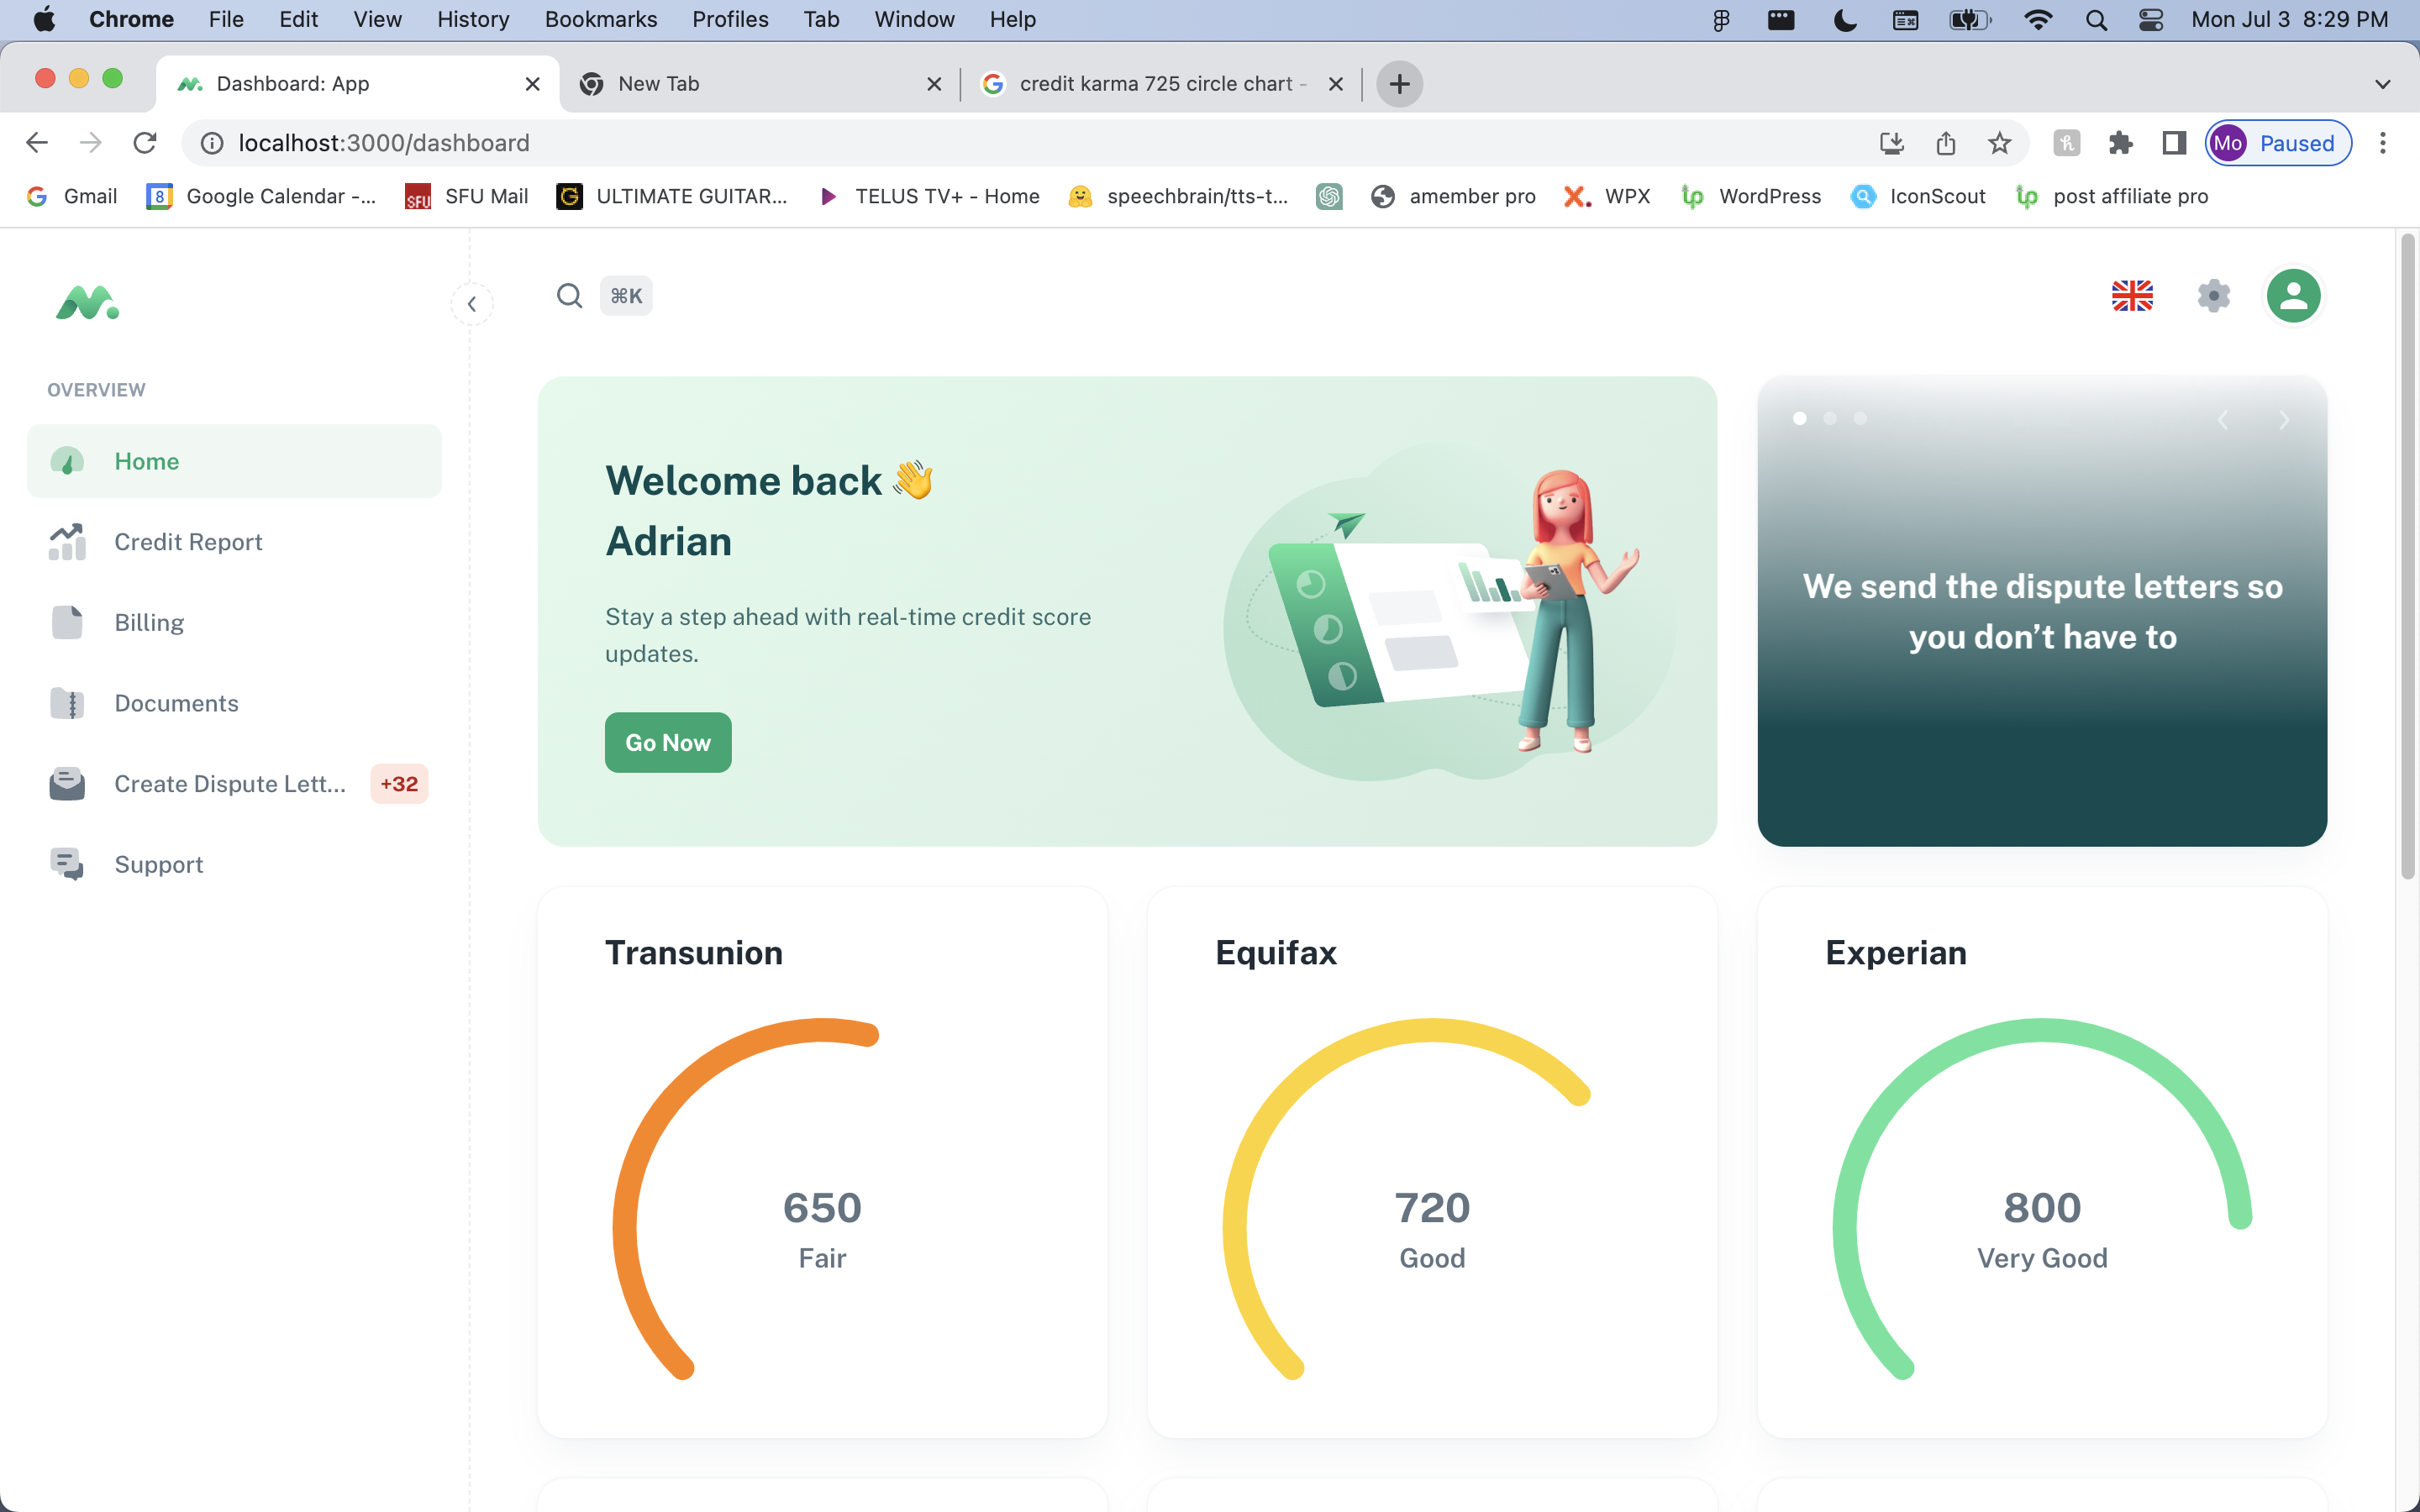 Chrome File Edit View History Bookmarks Profiles Tab Window Help Mon Jul 3 8:29 PM
Dashboard: App New Tab credit karma 725 circle chart -
localhost:3000/dashboard Mo Paused
Gmail 8 Google Calendar -... SFU SFU Mail ULTIMATE GUITAR... TELUS TV+ - Home speechbrain/tts-t... amember pro WPX WordPress IconScout post affiliate pro
⌘K
OVERVIEW
Home
Credit Report
Billing
Documents
Create Dispute Lett... +32
Support
Welcome back 👋
Adrian
Stay a step ahead with real-time credit score
updates.
Go Now
We send the dispute letters so
you don’t have to
Transunion
650
Fair
Equifax
720
Good
Experian
800
Very Good